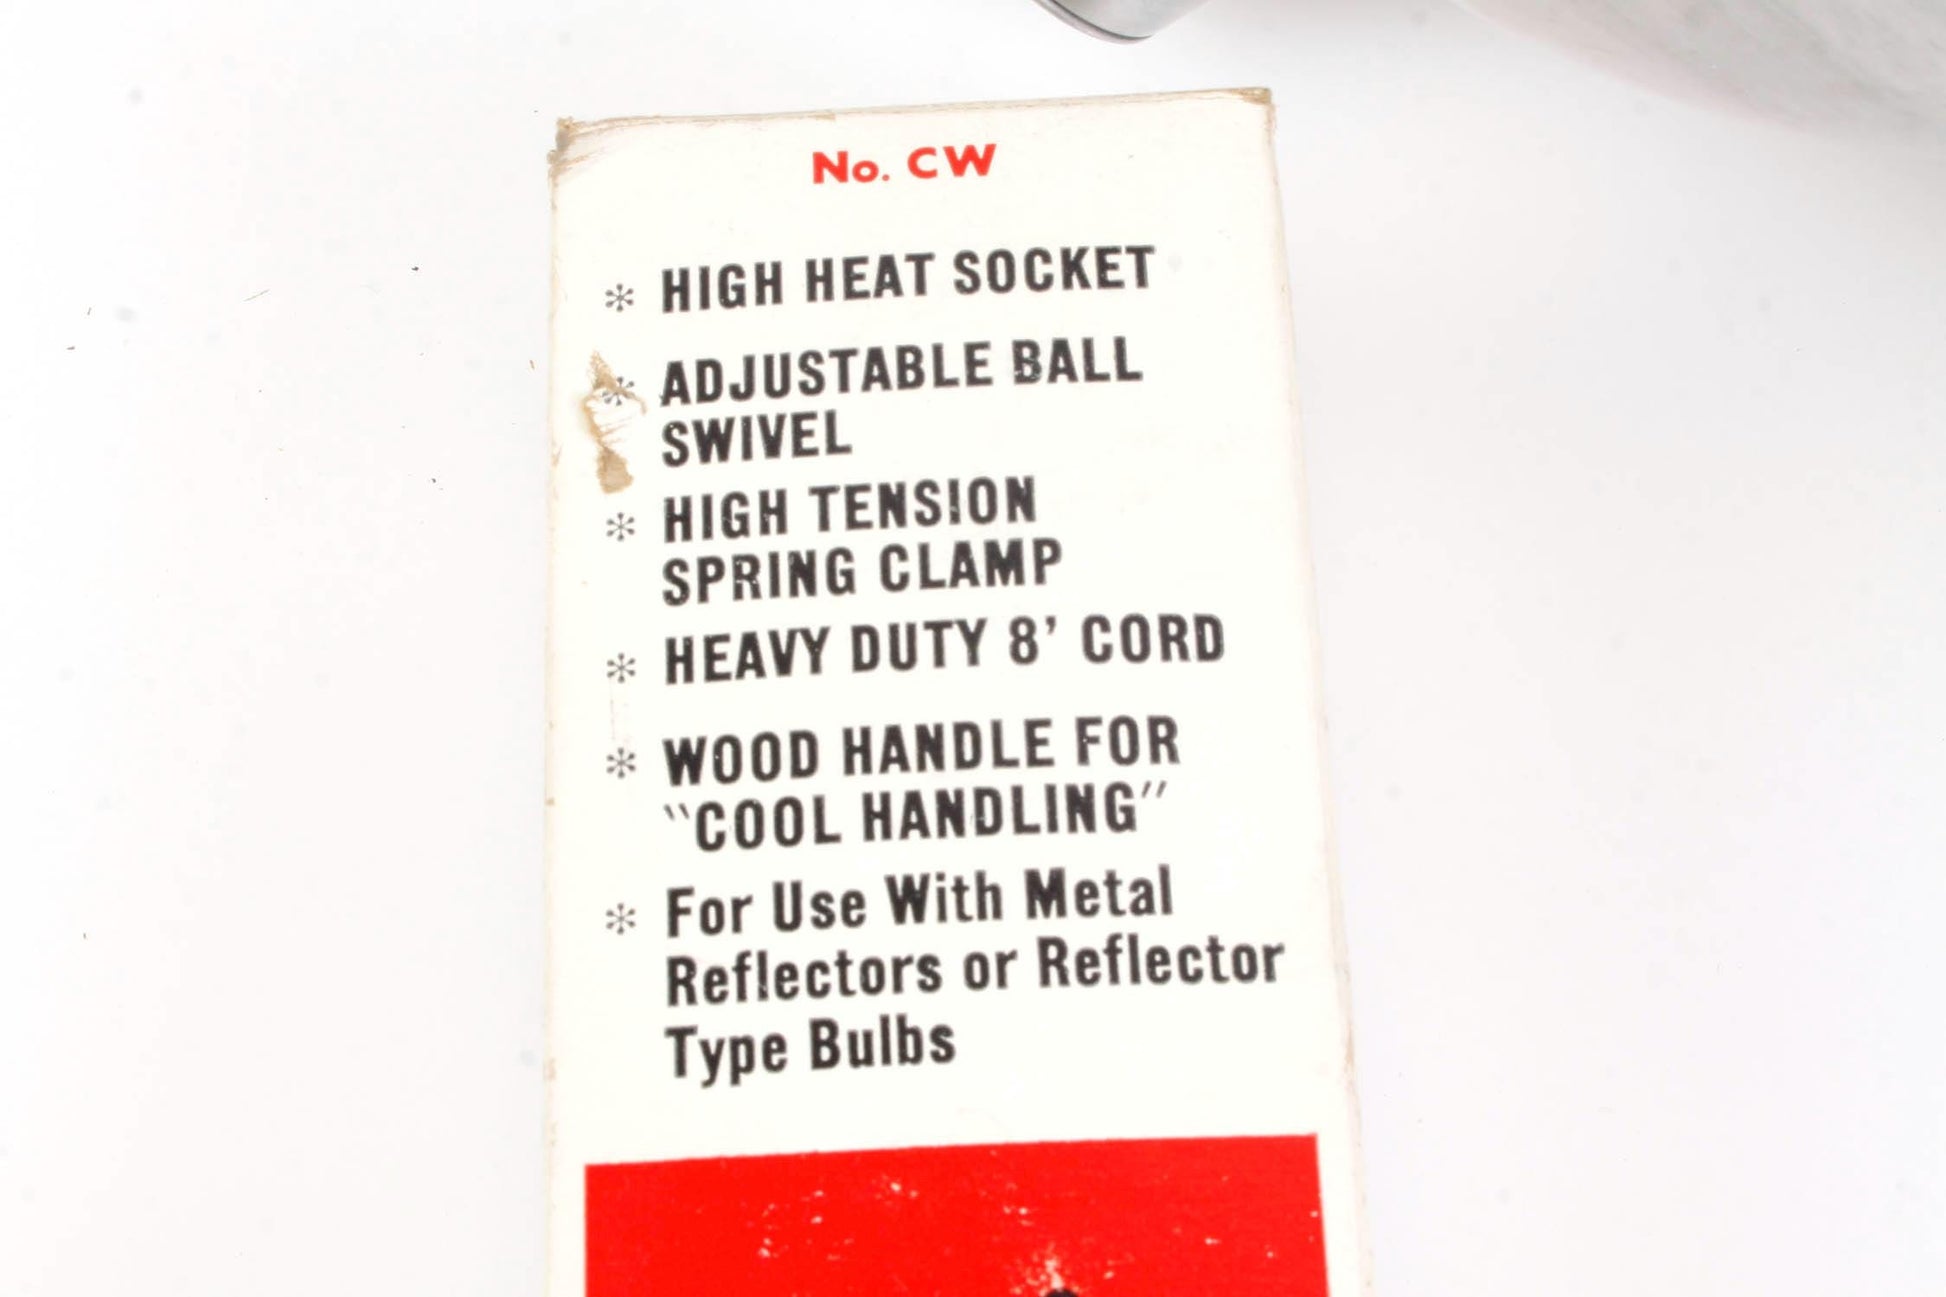 No. CW
* HIGH HEAT SOCKET
* ADJUSTABLE BALL
SWIVEL
* HIGH TENSION
SPRING CLAMP
* HEAVY DUTY 8' CORD
* WOOD HANDLE FOR
"COOL HANDLING"
* For Use With Metal
Reflectors or Reflector
Type Bulbs